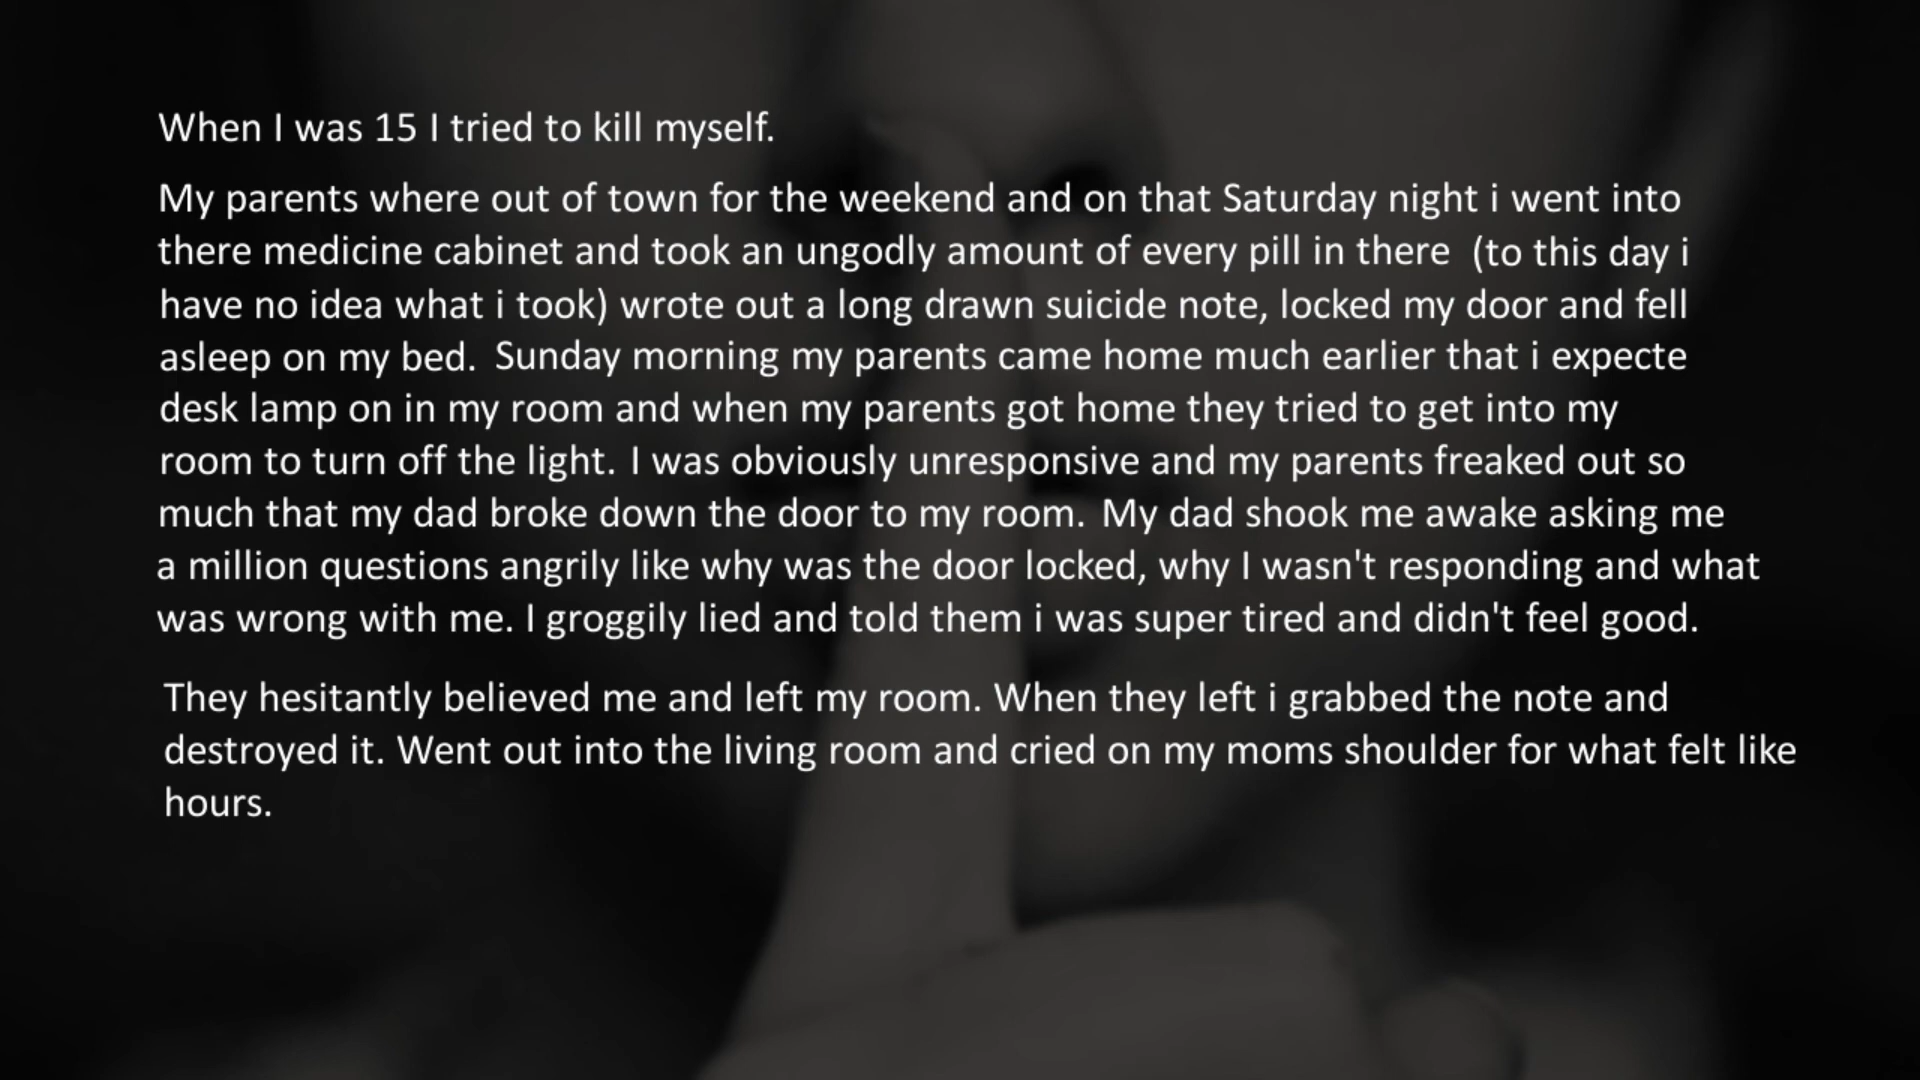 When I was 15 I tried to kill myself.
My parents where out of town for the weekend and on that Saturday night i went into
there medicine cabinet and took an ungodly amount of every pill in there (to this day i
have no idea what i took) wrote out a long drawn suicide note, locked my door and fell
asleep on my bed. Sunday morning my parents came home much earlier that i expecte
desk lamp on in my room and when my parents got home they tried to get into my
room to turn off the light. I was obviously unresponsive and my parents freaked out so
much that my dad broke down the door to my room. My dad shook me awake asking me
a million questions angrily like why was the door locked, why I wasn't responding and what
was wrong with me. I groggily lied and told them i was super tired and didn't feel good.
They hesitantly believed me and left my room. When they left i grabbed the note and
destroyed it. Went out into the living room and cried on my moms shoulder for what felt like
hours.